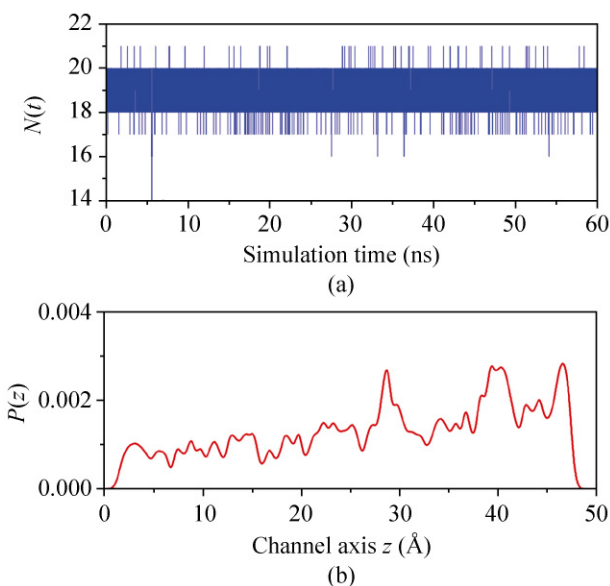 22
20
18
16
14
N(t)
0 10 20 30 40 50 60
Simulation time (ns)
(a)
0.004
0.002
0.000
P(z)
0 10 20 30 40 50
Channel axis z (Å)
(b)